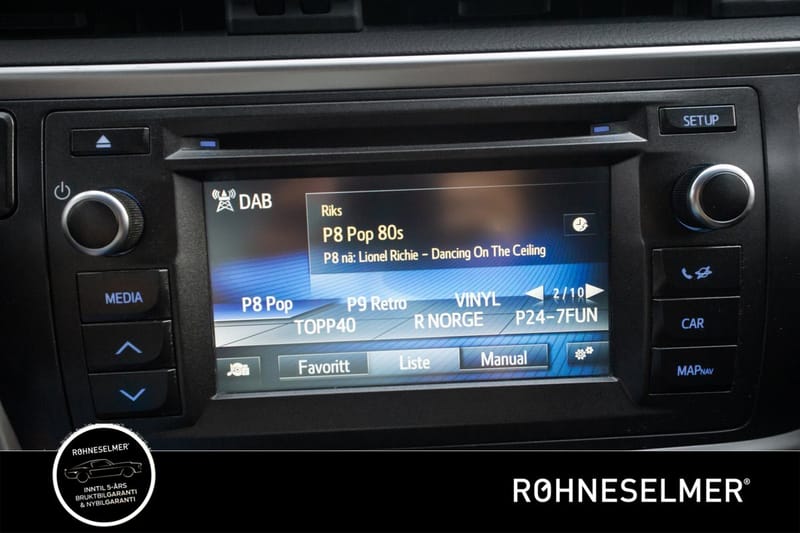 SETUP
DAB
Riks
P8 Pop 80s
P8 nå: Lionel Richie - Dancing On The Ceiling
MEDIA
P8 Pop P9 Retro VINYL 2/10
TOPP40 R NORGE P24-7FUN
Favoritt Liste Manual
CAR
MAP NAV
RØHNESELMER®
INNTIL 5-ÅRS
BRUKTBILGARANTI
& NYBILGARANTI
RØHNESELMER®